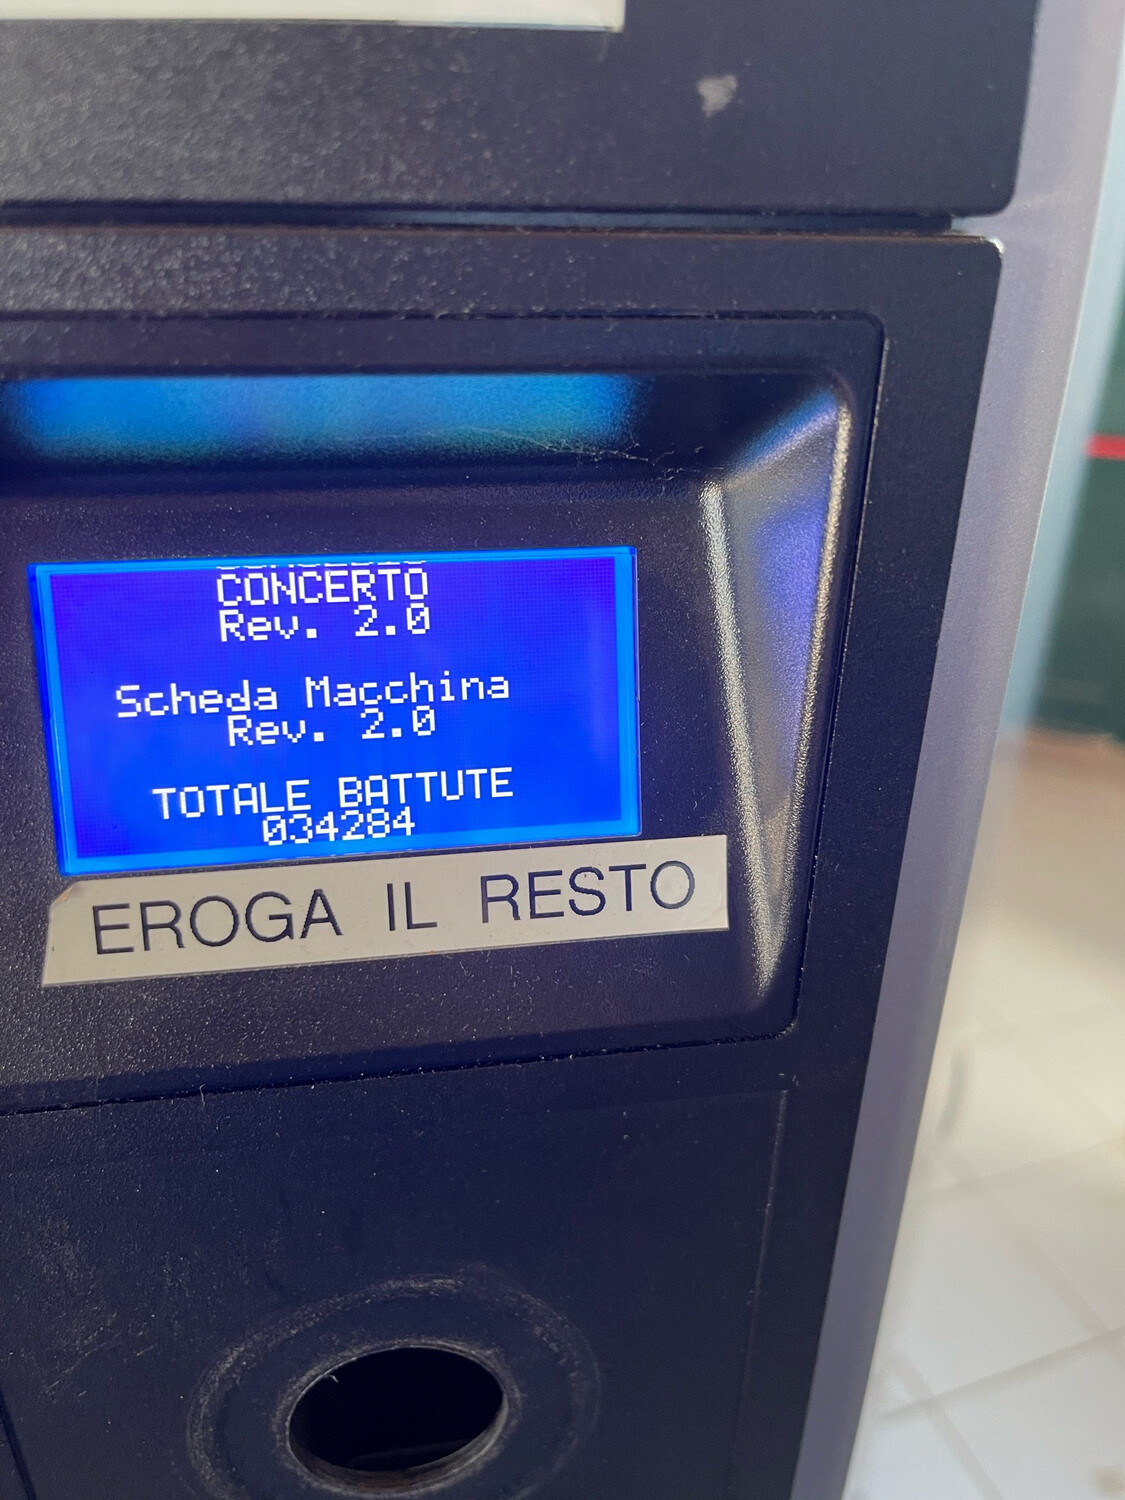 CONCERTO
Rev. 2.0
Scheda Macchina
Rev. 2.0
TOTALE BATTUTE
034284
EROGA IL RESTO